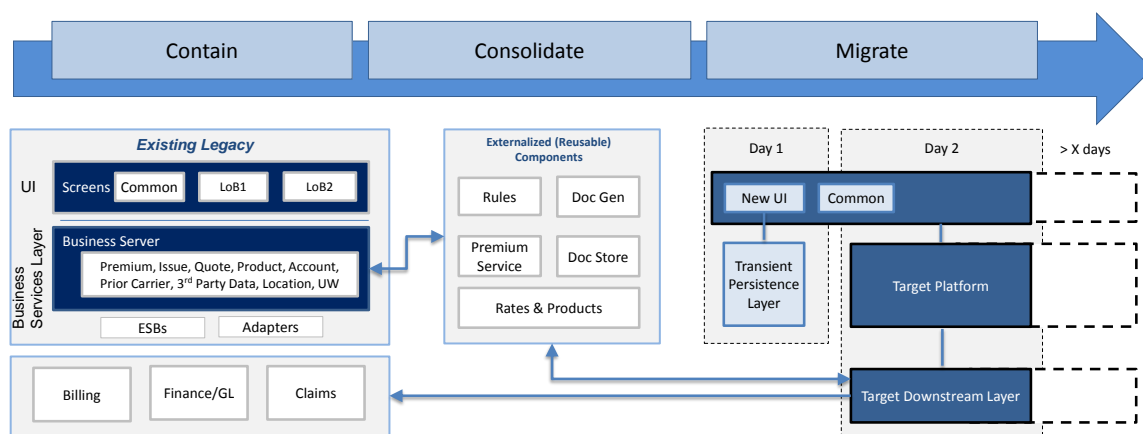 Contain
Consolidate
Migrate
Existing Legacy
UI
Screens
Common
LoB1
LoB2
Business
Services Layer
Business Server
Premium, Issue, Quote, Product, Account,
Prior Carrier, 3rd Party Data, Location, UW
ESBs
Adapters
Billing
Finance/GL
Claims
Externalized (Reusable)
Components
Rules
Doc Gen
Premium
Service
Doc Store
Rates & Products
Day 1
Day 2
> X days
New UI
Common
Transient
Persistence
Layer
Target Platform
Target Downstream Layer